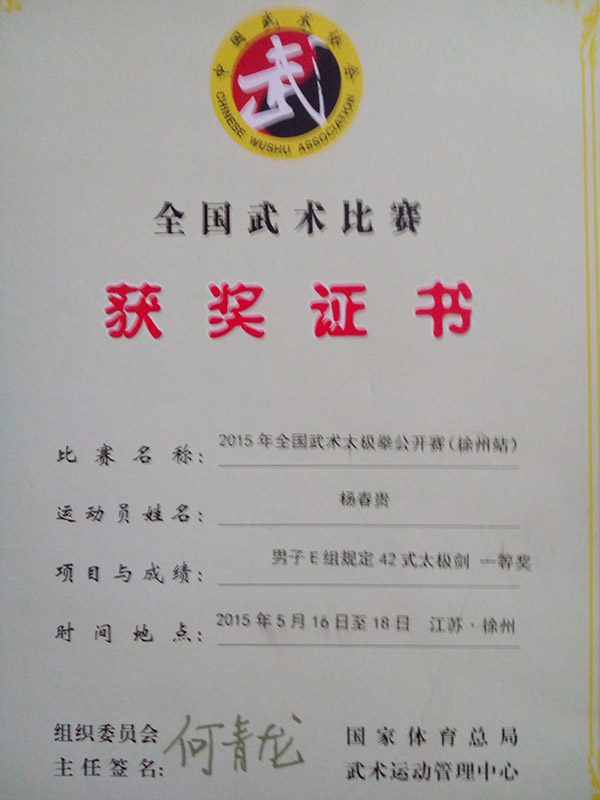 中国武术协会
武
CHINESE WUSHU ASSOCIATION
全国武术比赛
获奖证书
比赛名称： 2015年全国武术太极拳公开赛（徐州站）
运动员姓名： 杨春贵
项目与成绩： 男子E组规定42式太极剑 一等奖
时间地点： 2015年5月16日至18日 江苏·徐州
组织委员会 国家体育总局
主任签名： 何青龙 武术运动管理中心